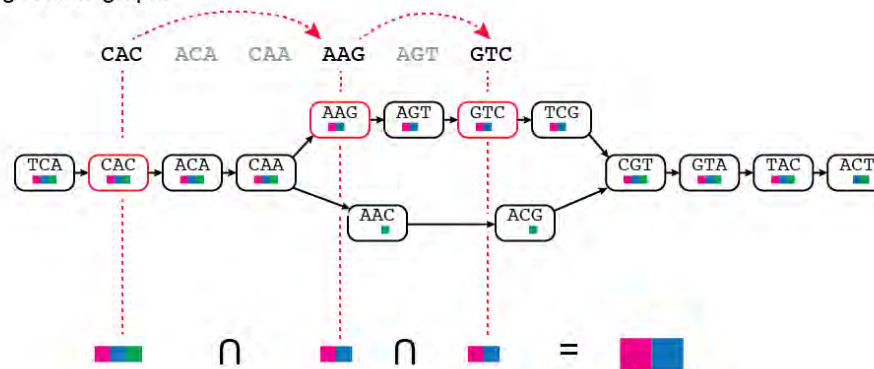 CAC ACA CAA AAG AGT GTC
AAG AGT GTC TCG
TCA CAC ACA CAA CGT GTA TAC ACT
AAC ACG
∩ ∩ =